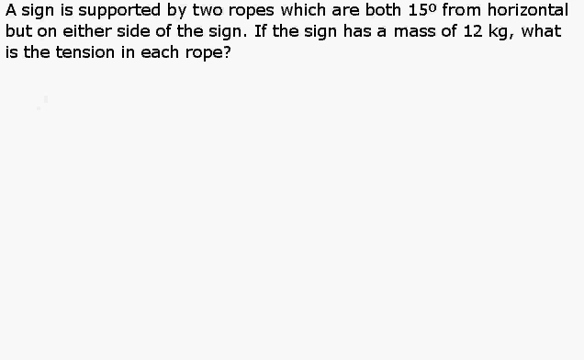 A sign is supported by two ropes which are both 15º from horizontal
but on either side of the sign. If the sign has a mass of 12 kg, what
is the tension in each rope?